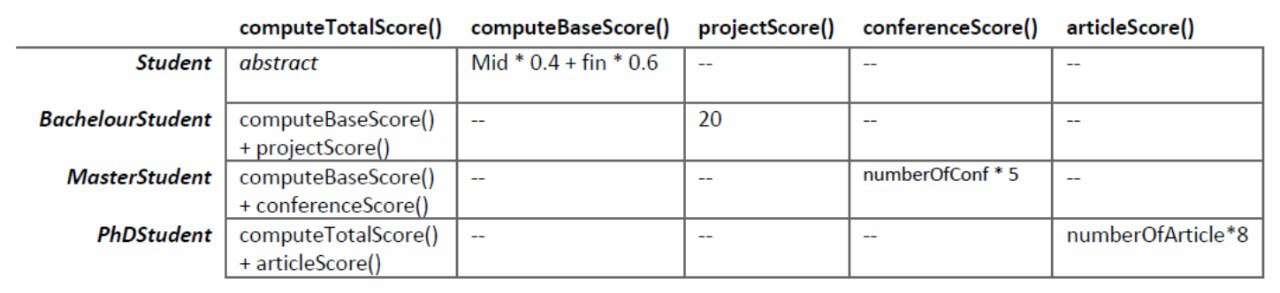 computeTotalScore() computeBaseScore() projectScore() conferenceScore() articleScore()
Student abstract Mid * 0.4 + fin * 0.6 -- -- --
BachelourStudent computeBaseScore() -- 20 -- --
+ projectScore()
MasterStudent computeBaseScore() -- -- numberOfConf * 5 --
+ conferenceScore()
PhDStudent computeTotalScore() -- -- -- numberOfArticle*8
+ articleScore()